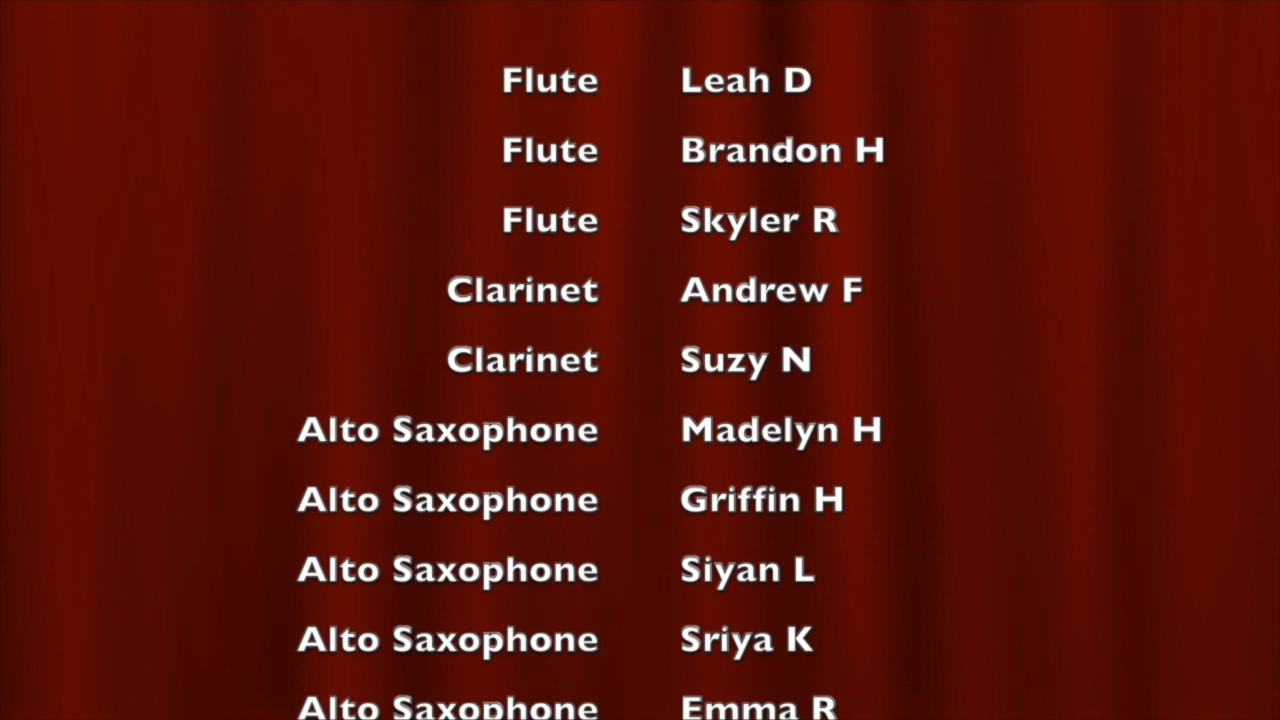 Flute Leah D
Flute Brandon H
Flute Skyler R
Clarinet Andrew F
Clarinet Suzy N
Alto Saxophone Madelyn H
Alto Saxophone Griffin H
Alto Saxophone Siyan L
Alto Saxophone Sriya K
Alto Saxophone Emma R